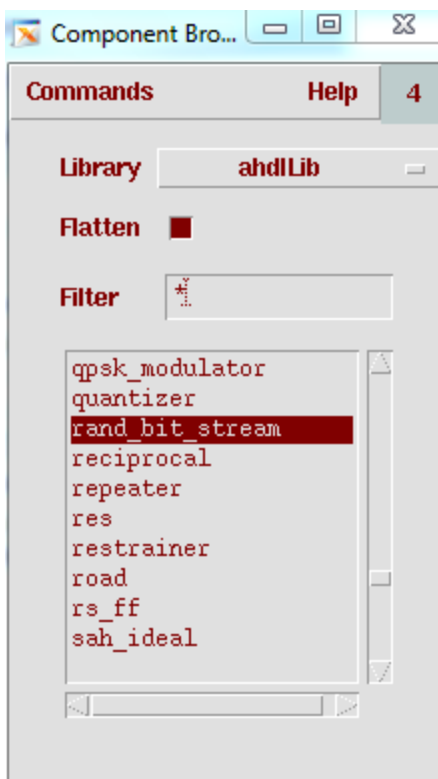 Component Bro...
Commands Help 4
Library ahdlLib
Flatten
Filter *
qpsk_modulator
quantizer
rand_bit_stream
reciprocal
repeater
res
restrainer
road
rs_ff
sah_ideal